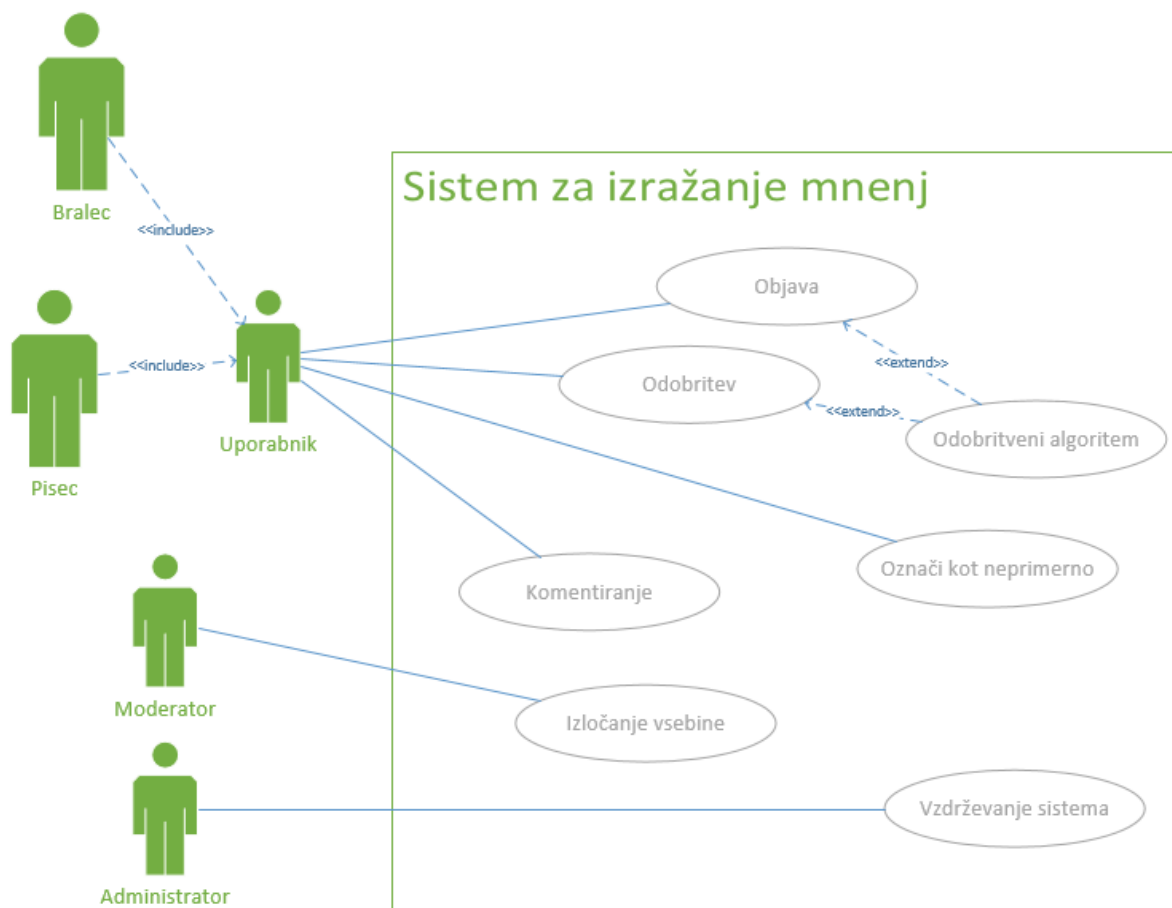 Bralec
<<include>>
Sistem za izražanje mnenj
Objava
Pisec
<<include>>
Uporabnik
Odobritev
<<extend>>
<<extend>>
Odobritveni algoritem
Označi kot neprimerno
Komentiranje
Moderator
Izločanje vsebine
Administrator
Vzdrževanje sistema